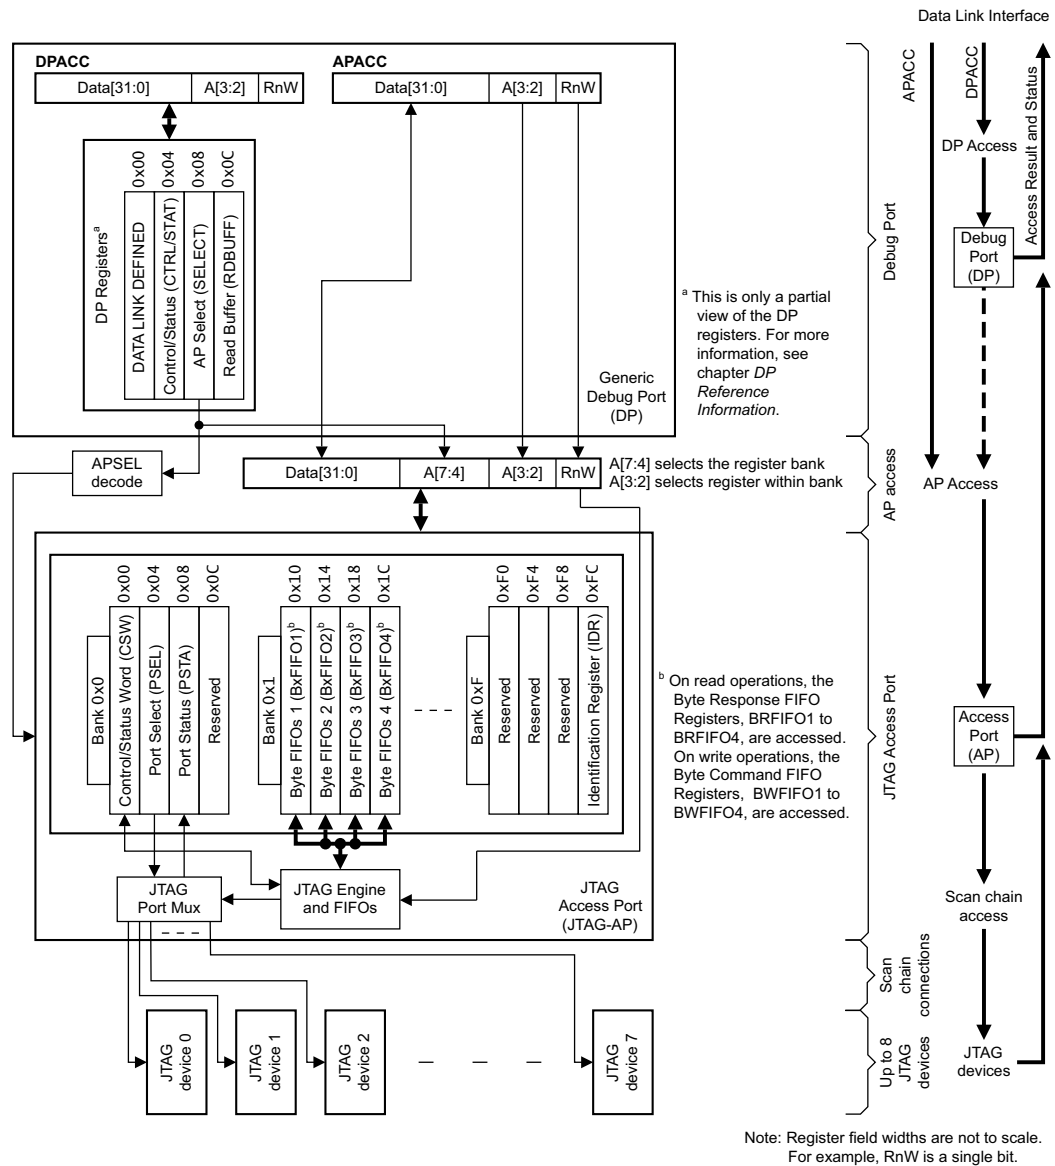 Data Link Interface
DPACC
Data[31:0] A[3:2] RnW
APACC
Data[31:0] A[3:2] RnW
DP Registersa
0x00
0x04
0x08
0x0C
DATA LINK DEFINED
Control/Status (CTRL/STAT)
AP Select (SELECT)
Read Buffer (RDBUFF)
Generic
Debug Port
(DP)
a This is only a partial
view of the DP
registers. For more
information, see
chapter DP
Reference
Information.
APSEL
decode
Data[31:0] A[7:4] A[3:2] RnW
A[7:4] selects the register bank
A[3:2] selects register within bank
Bank 0x0
0x00
0x04
0x08
0x0C
Control/Status Word (CSW)
Port Select (PSEL)
Port Status (PSTA)
Reserved
Bank 0x1
0x10
0x14
0x18
0x1C
Byte FIFOs 1 (BxFIFO1)b
Byte FIFOs 2 (BxFIFO2)b
Byte FIFOs 3 (BxFIFO3)b
Byte FIFOs 4 (BxFIFO4)b
Bank 0xF
0xF0
0xF4
0xF8
0xFC
Reserved
Reserved
Reserved
Identification Register (IDR)
b On read operations, the
Byte Response FIFO
Registers, BRFIFO1 to
BRFIFO4, are accessed.
On write operations, the
Byte Command FIFO
Registers, BWFIFO1 to
BWFIFO4, are accessed.
JTAG
Port Mux
JTAG Engine
and FIFOs
JTAG
Access Port
(JTAG-AP)
JTAG
device 0
JTAG
device 1
JTAG
device 2
JTAG
device 7
Debug Port
AP access
JTAG Access Port
Scan
chain
connections
Up to 8
JTAG
devices
APACC
DPACC
Access Result and Status
DP Access
Debug
Port
(DP)
AP Access
Access
Port
(AP)
Scan chain
access
JTAG
devices
Note: Register field widths are not to scale.
For example, RnW is a single bit.